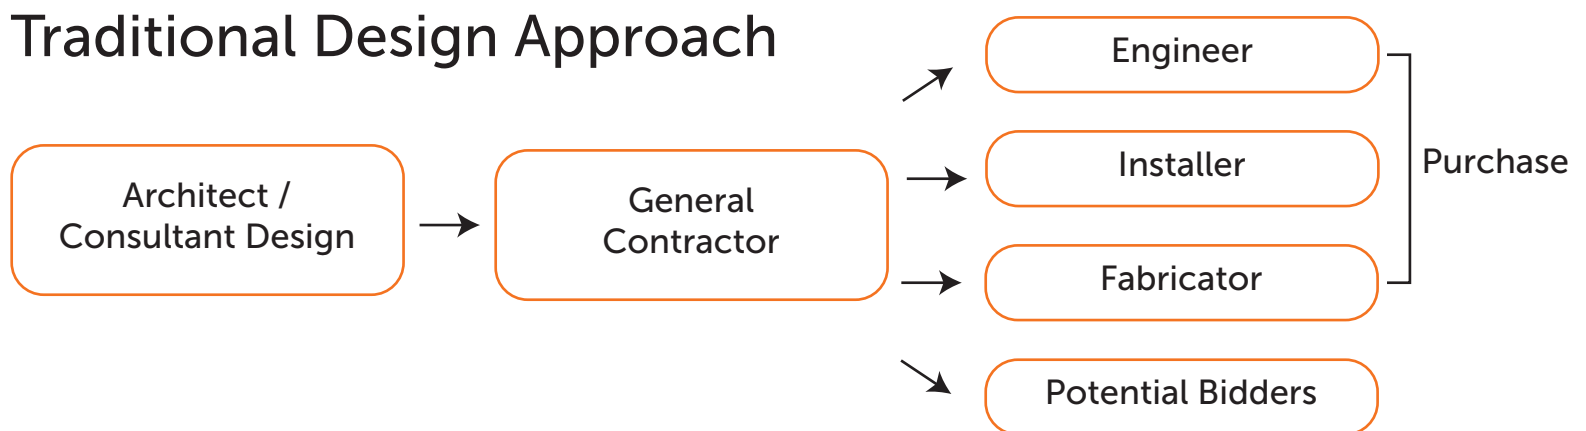 Traditional Design Approach
Architect /
Consultant Design
General
Contractor
Engineer
Installer
Fabricator
Potential Bidders
Purchase